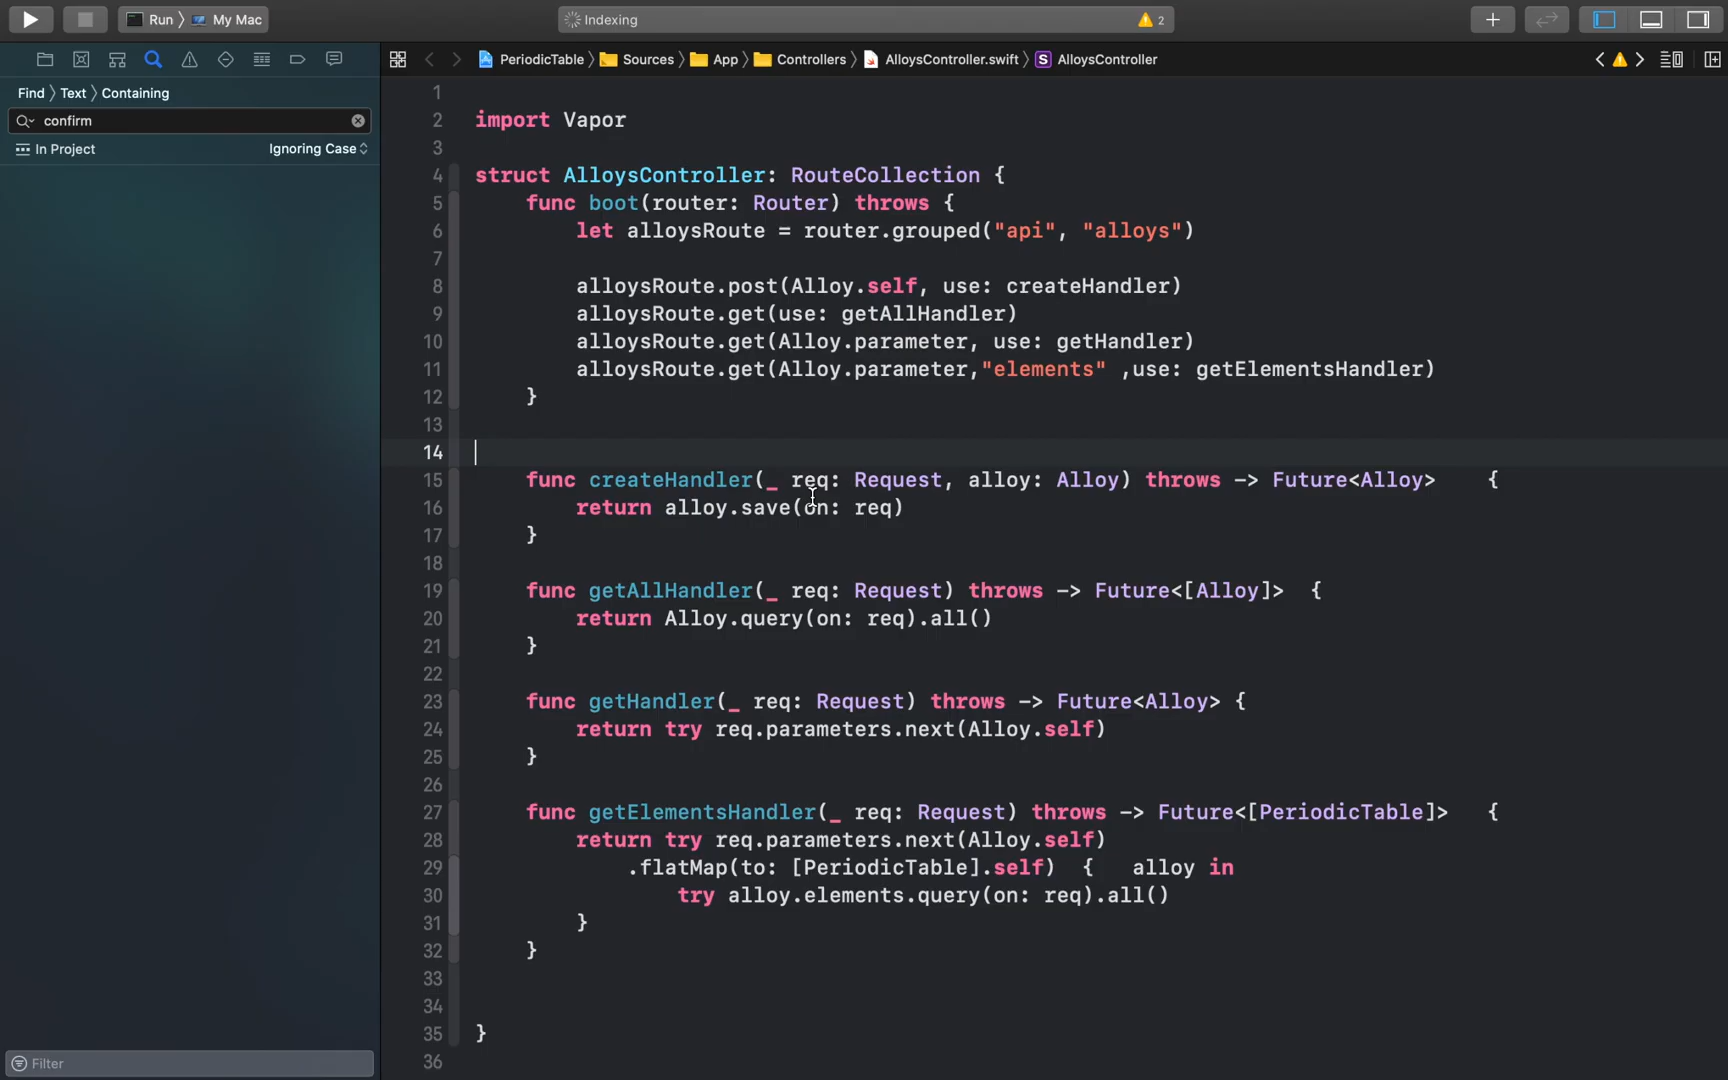 Run 〉 My Mac
Indexing
2
PeriodicTable 〉 Sources 〉 App 〉 Controllers 〉 AlloysController.swift 〉 S AlloysController
Find 〉 Text 〉 Containing
confirm
In Project
Ignoring Case
Filter
1
2 import Vapor
3
4 struct AlloysController: RouteCollection {
5 func boot(router: Router) throws {
6 let alloysRoute = router.grouped("api", "alloys")
7
8 alloysRoute.post(Alloy.self, use: createHandler)
9 alloysRoute.get(use: getAllHandler)
10 alloysRoute.get(Alloy.parameter, use: getHandler)
11 alloysRoute.get(Alloy.parameter,"elements" ,use: getElementsHandler)
12 }
13
14
15 func createHandler(_ req: Request, alloy: Alloy) throws -> Future<Alloy> {
16 return alloy.save(on: req)
17 }
18
19 func getAllHandler(_ req: Request) throws -> Future<[Alloy]> {
20 return Alloy.query(on: req).all()
21 }
22
23 func getHandler(_ req: Request) throws -> Future<Alloy> {
24 return try req.parameters.next(Alloy.self)
25 }
26
27 func getElementsHandler(_ req: Request) throws -> Future<[PeriodicTable]> {
28 return try req.parameters.next(Alloy.self)
29 .flatMap(to: [PeriodicTable].self) { alloy in
30 try alloy.elements.query(on: req).all()
31 }
32 }
33
34
35 }
36